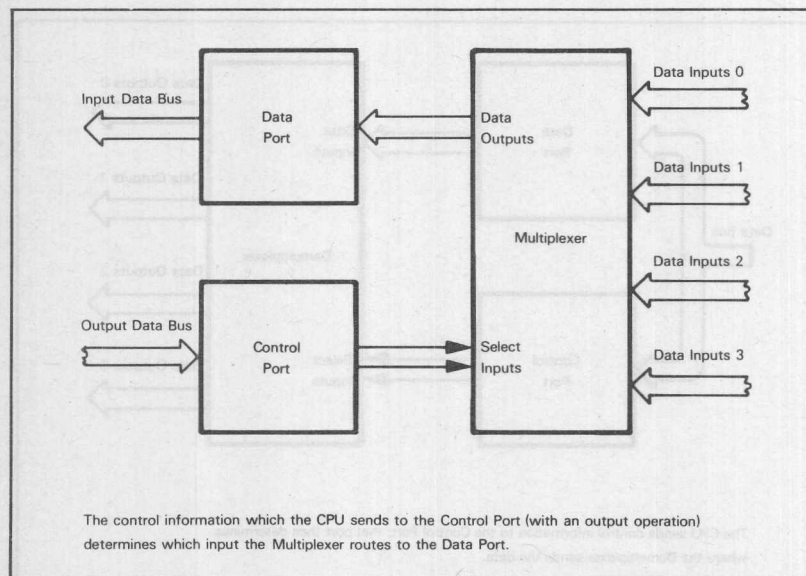 Data Inputs 0
Input Data Bus
Data
Port
Data
Outputs
Data Inputs 1
Multiplexer
Data Inputs 2
Output Data Bus
Control
Port
Select
Inputs
Data Inputs 3
The control information which the CPU sends to the Control Port (with an output operation)
determines which input the Multiplexer routes to the Data Port.